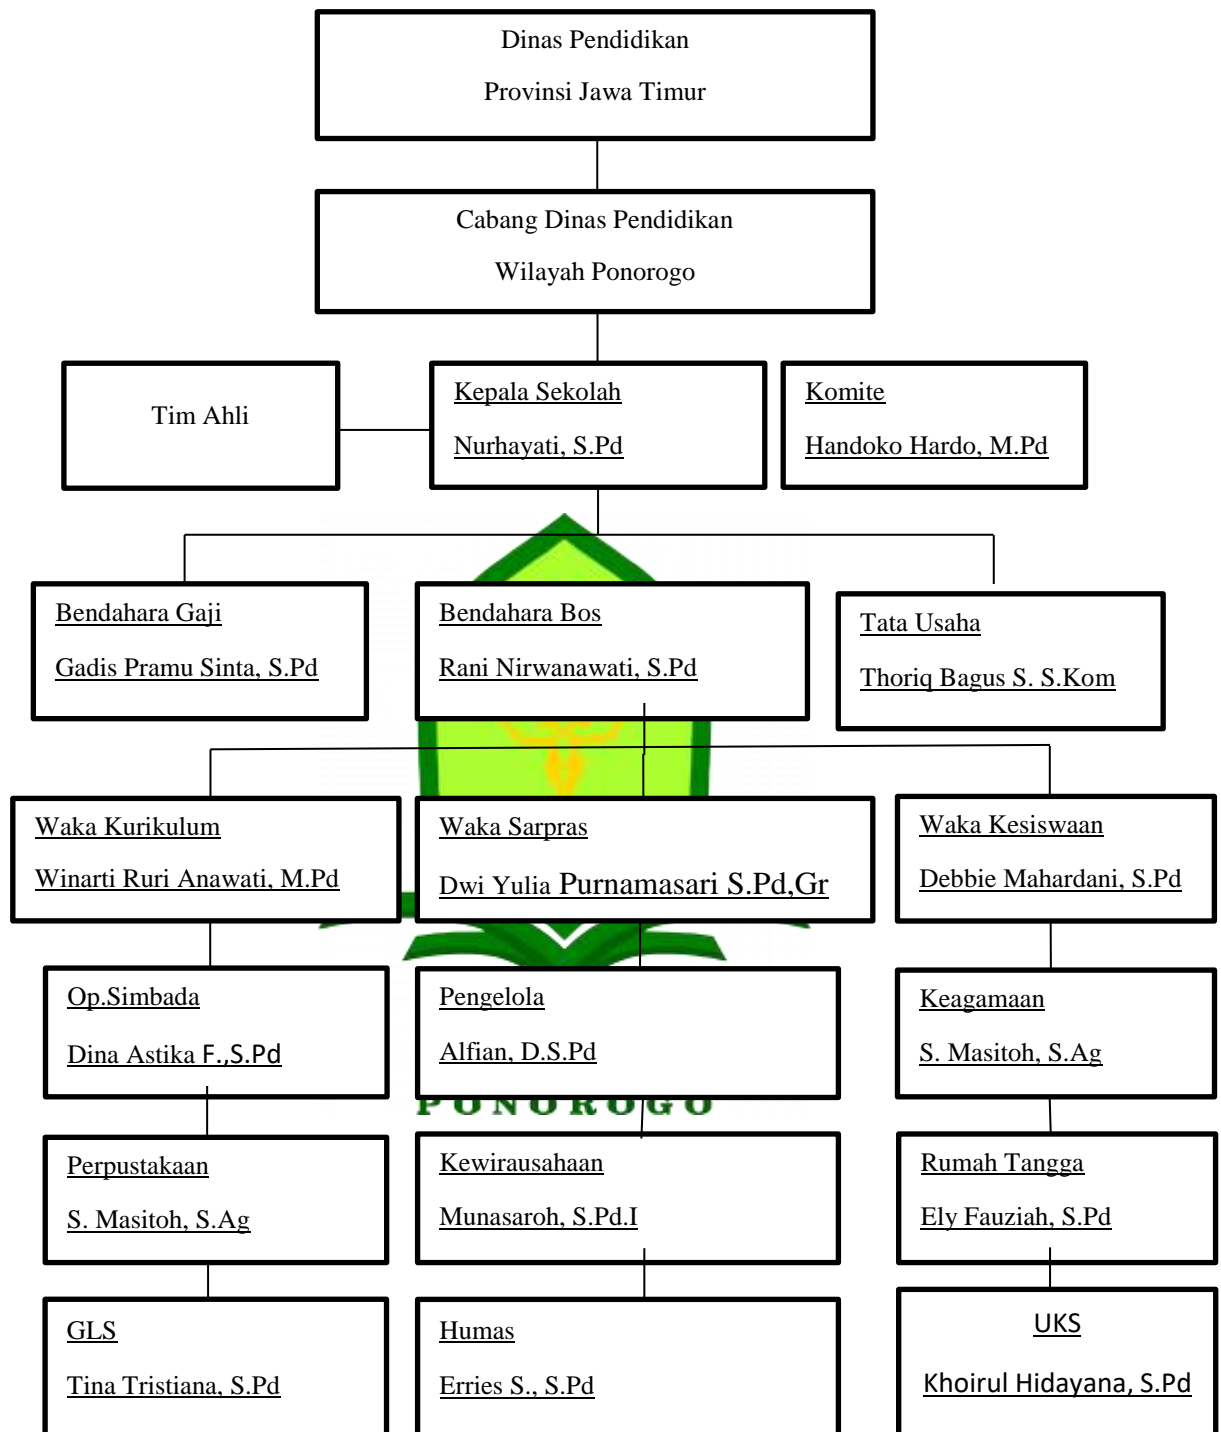 Dinas Pendidikan
Provinsi Jawa Timur
Cabang Dinas Pendidikan
Wilayah Ponorogo
Tim Ahli
Kepala Sekolah
Nurhayati, S.Pd
Komite
Handoko Hardo, M.Pd
Bendahara Gaji
Gadis Pramu Sinta, S.Pd
Bendahara Bos
Rani Nirwanawati, S.Pd
Tata Usaha
Thoriq Bagus S. S.Kom
Waka Kurikulum
Winarti Ruri Anawati, M.Pd
Waka Sarpras
Dwi Yulia Purnamasari S.Pd,Gr
Waka Kesiswaan
Debbie Mahardani, S.Pd
Op.Simbada
Dina Astika F.,S.Pd
Pengelola
Alfian, D.S.Pd
Keagamaan
S. Masitoh, S.Ag
PONOROGO
Perpustakaan
S. Masitoh, S.Ag
Kewirausahaan
Munasaroh, S.Pd.I
Rumah Tangga
Ely Fauziah, S.Pd
GLS
Tina Tristiana, S.Pd
Humas
Erries S., S.Pd
UKS
Khoirul Hidayana, S.Pd